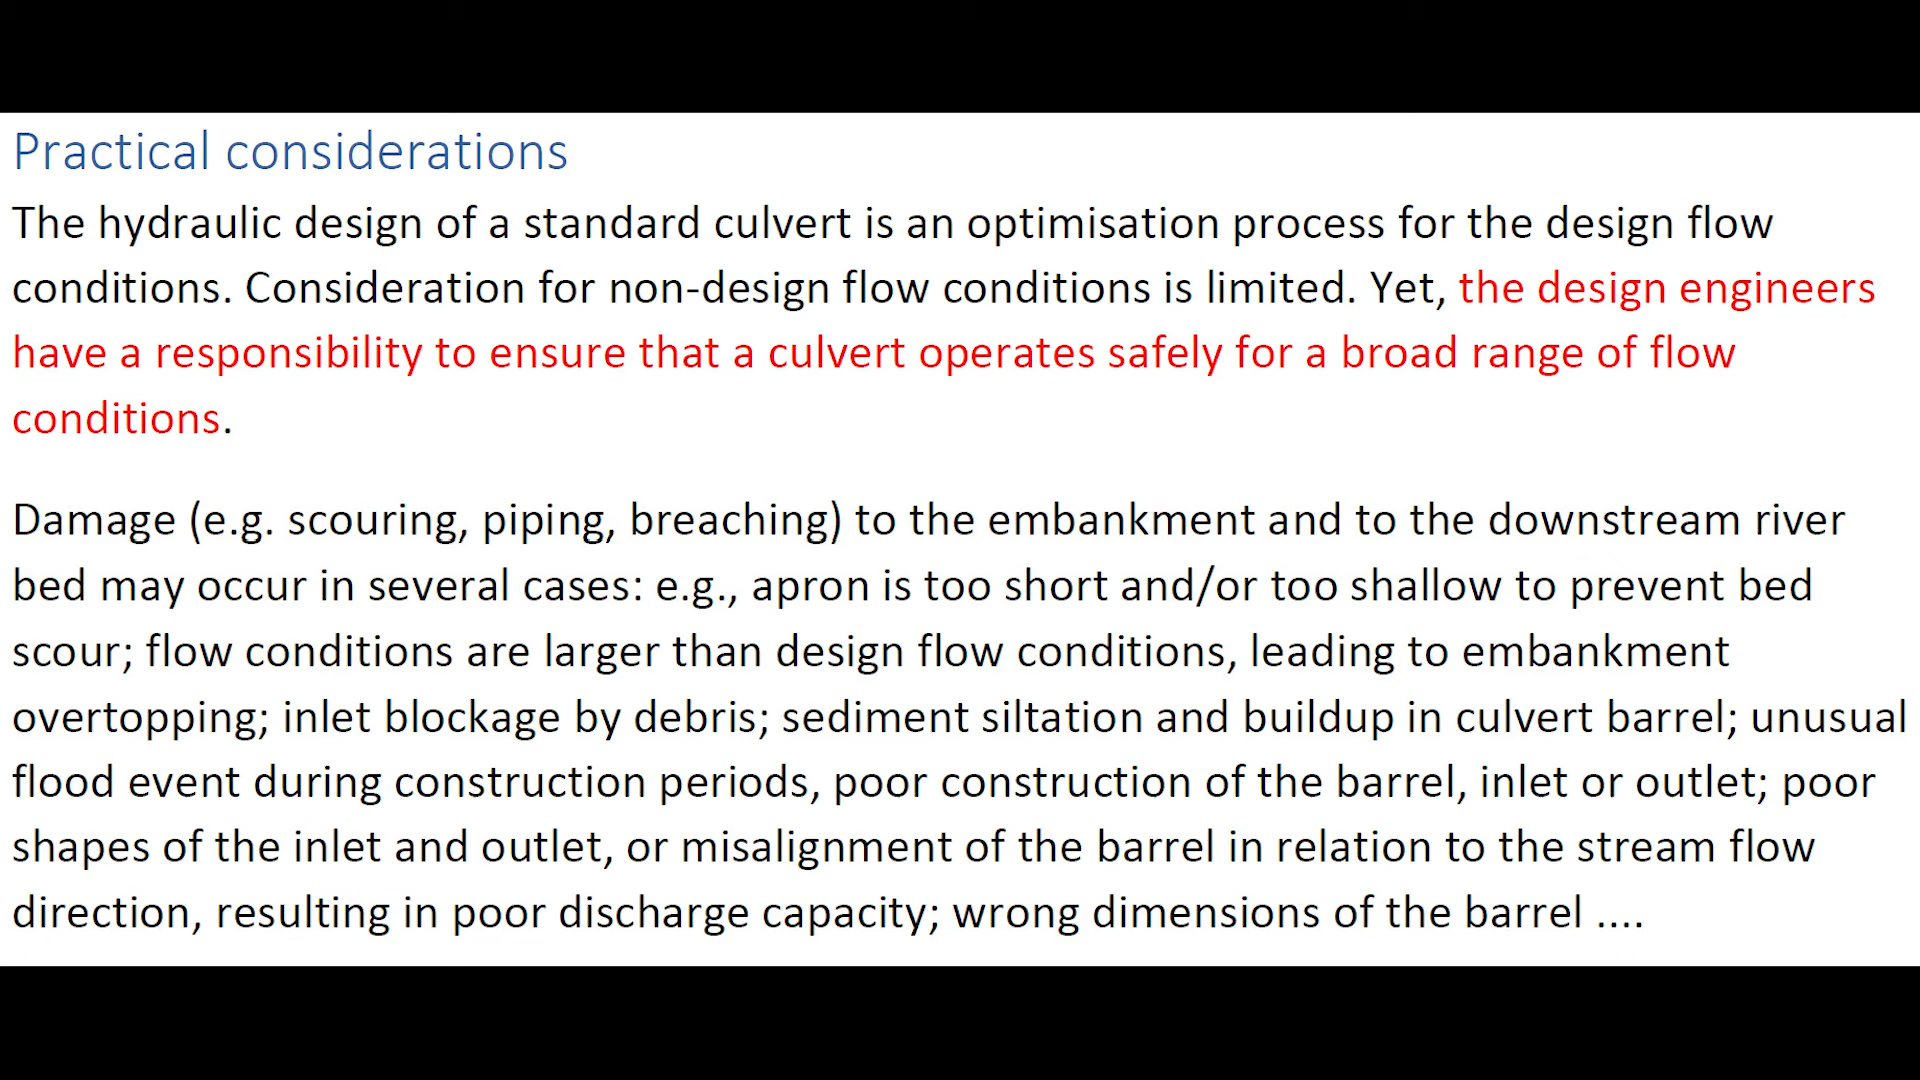 Practical considerations
The hydraulic design of a standard culvert is an optimisation process for the design flow
conditions. Consideration for non-design flow conditions is limited. Yet, the design engineers
have a responsibility to ensure that a culvert operates safely for a broad range of flow
conditions.
Damage (e.g. scouring, piping, breaching) to the embankment and to the downstream river
bed may occur in several cases: e.g., apron is too short and/or too shallow to prevent bed
scour; flow conditions are larger than design flow conditions, leading to embankment
overtopping; inlet blockage by debris; sediment siltation and buildup in culvert barrel; unusual
flood event during construction periods, poor construction of the barrel, inlet or outlet; poor
shapes of the inlet and outlet, or misalignment of the barrel in relation to the stream flow
direction, resulting in poor discharge capacity; wrong dimensions of the barrel ....